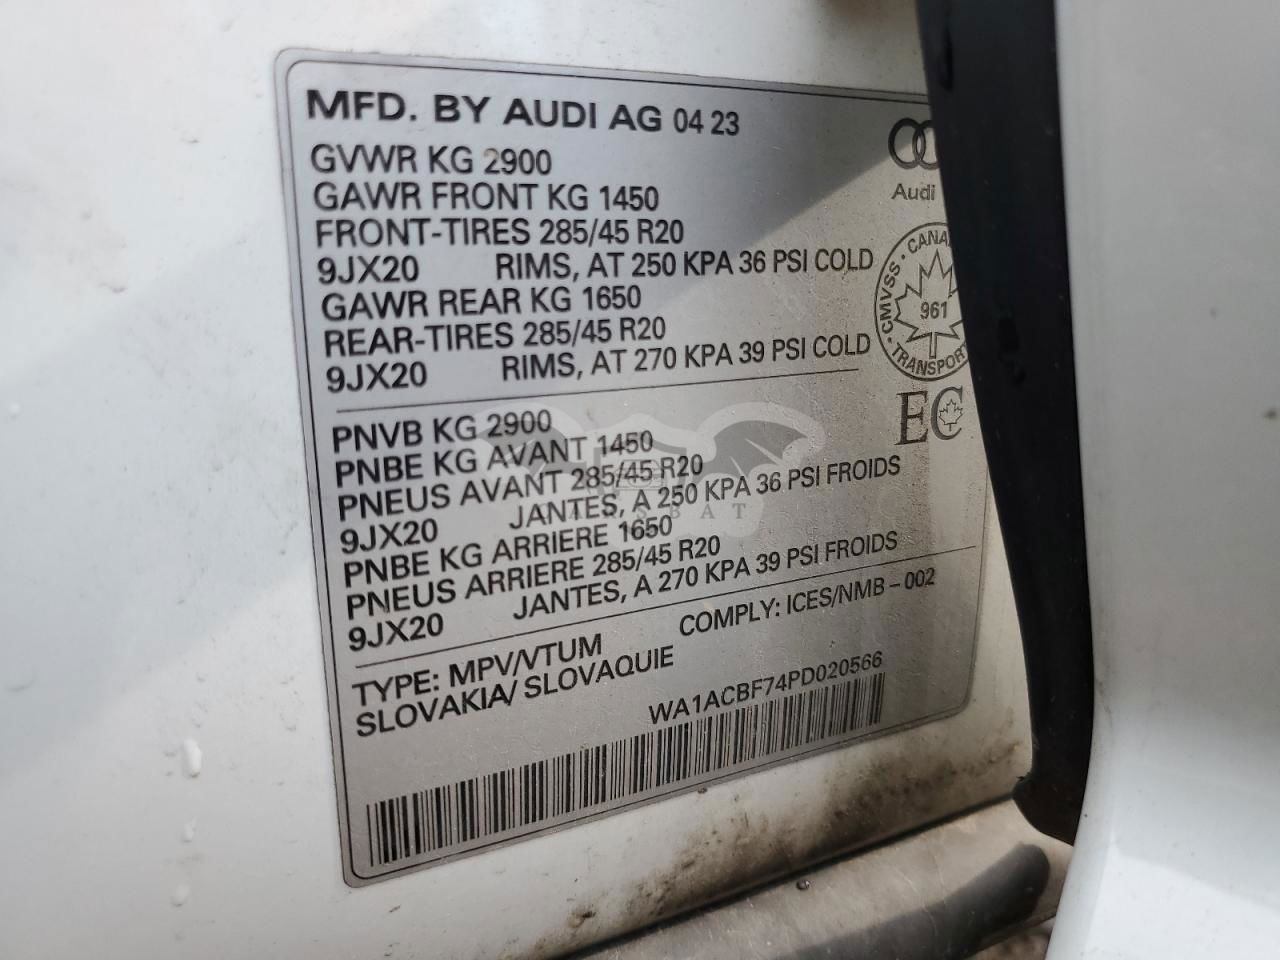 MFD. BY AUDI AG 04 23
GVWR KG 2900
GAWR FRONT KG 1450
FRONT-TIRES 285/45 R20
9JX20 RIMS, AT 250 KPA 36 PSI COLD
GAWR REAR KG 1650
REAR-TIRES 285/45 R20
9JX20 RIMS, AT 270 KPA 39 PSI COLD
Audi
CMVSS · CANA
961
TRANSPORT
EC
PNVB KG 2900
PNBE KG AVANT 1450
PNEUS AVANT 285/45 R20
9JX20 JANTES, A 250 KPA 36 PSI FROIDS
PNBE KG ARRIERE 1650
PNEUS ARRIERE 285/45 R20
9JX20 JANTES, A 270 KPA 39 PSI FROIDS
TYPE: MPV/VTUM COMPLY: ICES/NMB – 002
SLOVAKIA/ SLOVAQUIE
WA1ACBF74PD020566